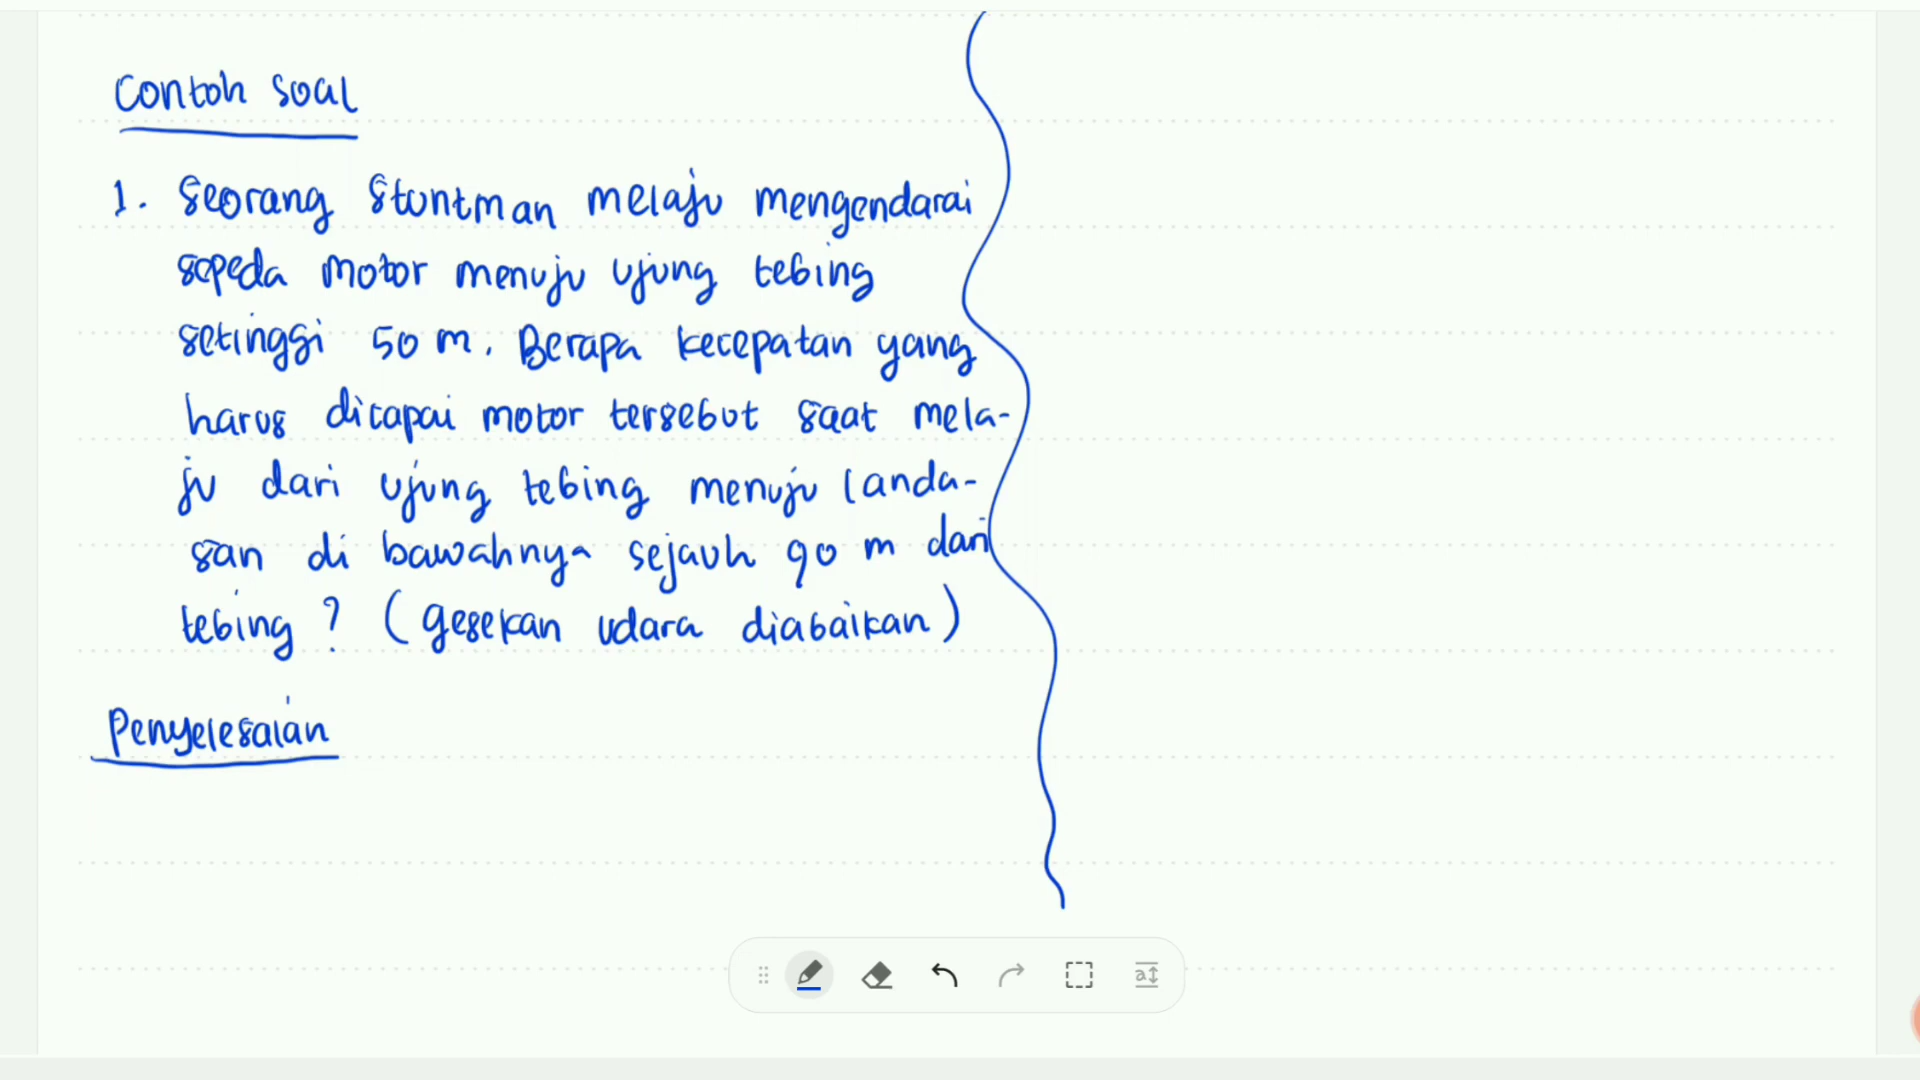 Contoh soal
1. Seorang Stuntman melaju mengendarai
sepeda motor menuju ujung tebing
setinggi 50 m. Berapa kecepatan yang
harus dicapai motor tersebut saat mela-
ju dari ujung tebing menuju landa-
san di bawahnya sejauh 90 m dari
tebing ? (gesekan udara diabaikan)
Penyelesaian